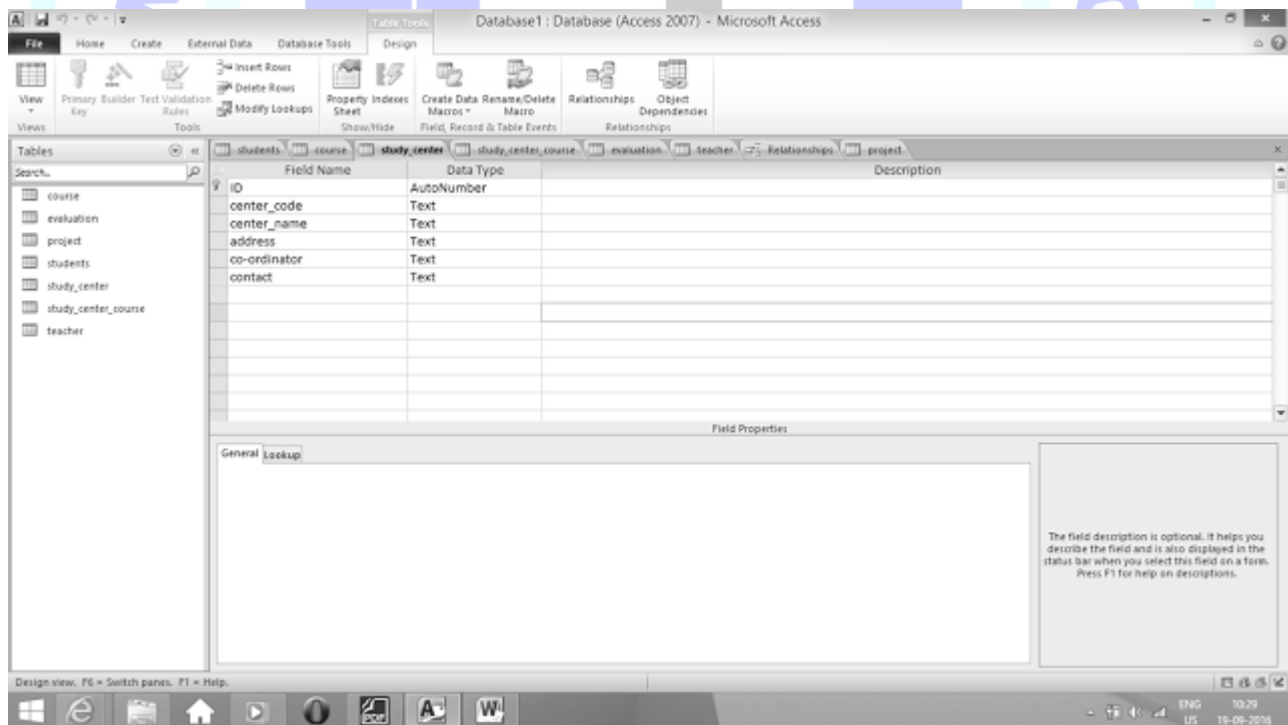 Table Tools
Database1 : Database (Access 2007) - Microsoft Access
File Home Create External Data Database Tools Design
View
Primary Key
Builder
Test Validation Rules
Insert Rows
Delete Rows
Modify Lookups
Property Sheet
Indexes
Create Data Macros
Rename/Delete Macro
Relationships
Object Dependencies
Views Tools Show/Hide Field, Record & Table Events Relationships
Tables
students course study_center study_center_course evaluation teacher Relationships project
Search...
course
evaluation
project
students
study_center
study_center_course
teacher
Field Name Data Type Description
ID AutoNumber
center_code Text
center_name Text
address Text
co-ordinator Text
contact Text
Field Properties
General Lookup
The field description is optional. It helps you
describe the field and is also displayed in the
status bar when you select this field on a form.
Press F1 for help on descriptions.
Design view. F6 = Switch panes. F1 = Help.
PDF
A
W
ENG
US
10:29
19-09-2016